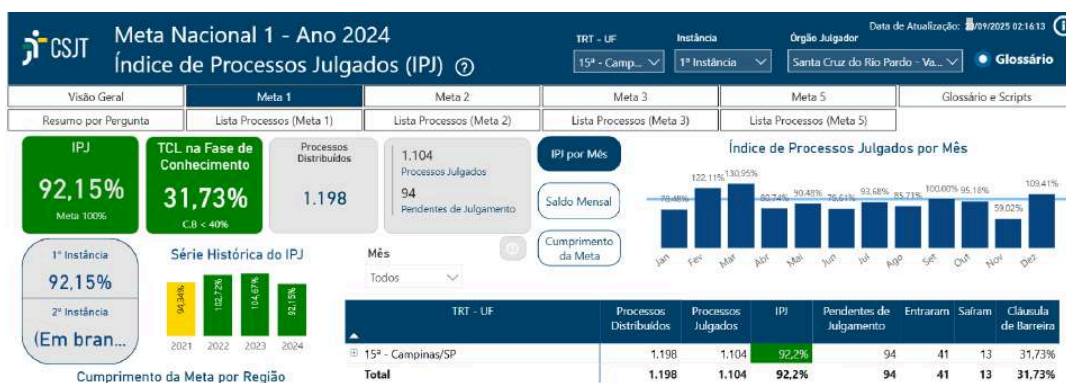 CSJT
Meta Nacional 1 - Ano 2024
Índice de Processos Julgados (IPJ)
TRT - UF
15ª - Camp...
Instância
1ª Instância
Órgão Julgador
Santa Cruz do Rio Pardo - Va...
Data de Atualização: /09/2025 02:16:13
Glossário
Visão Geral
Meta 1
Meta 2
Meta 3
Meta 5
Glossário e Scripts
Resumo por Pergunta
Lista Processos (Meta 1)
Lista Processos (Meta 2)
Lista Processos (Meta 3)
Lista Processos (Meta 5)
IPJ
92,15%
Meta 100%
TCL na Fase de
Conhecimento
31,73%
C.B < 40%
Processos
Distribuídos
1.198
1.104
Processos Julgados
94
Pendentes de Julgamento
IPJ por Mês
Saldo Mensal
Cumprimento
da Meta
Índice de Processos Julgados por Mês
78,48% 122,11% 130,95% 80,74% 90,48% 93,68% 85,71% 100,00% 95,18% 59,02% 109,41%
Jan Fev Mar Abr Mai Jun Jul Ago Set Out Nov Dez
1ª Instância
92,15%
2ª Instância
(Em bran...
Série Histórica do IPJ
94,34% 102,72% 104,67% 92,15%
2021 2022 2023 2024
Mês
Todos
TRT - UF Processos Distribuídos Processos Julgados IPJ Pendentes de Julgamento Entraram Saíram Cláusula de Barreira
15ª - Campinas/SP 1.198 1.104 92,2% 94 41 13 31,73%
Total 1.198 1.104 92,2% 94 41 13 31,73%
Cumprimento da Meta por Região